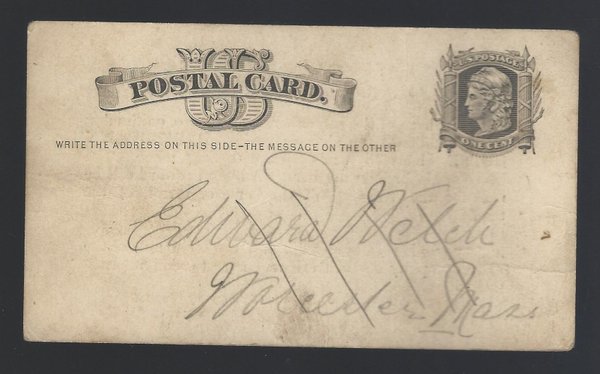 US
POSTAL CARD.
U.S. POSTAGE
ONE CENT
WRITE THE ADDRESS ON THIS SIDE-THE MESSAGE ON THE OTHER
Edward Welch
Worcester, Mass